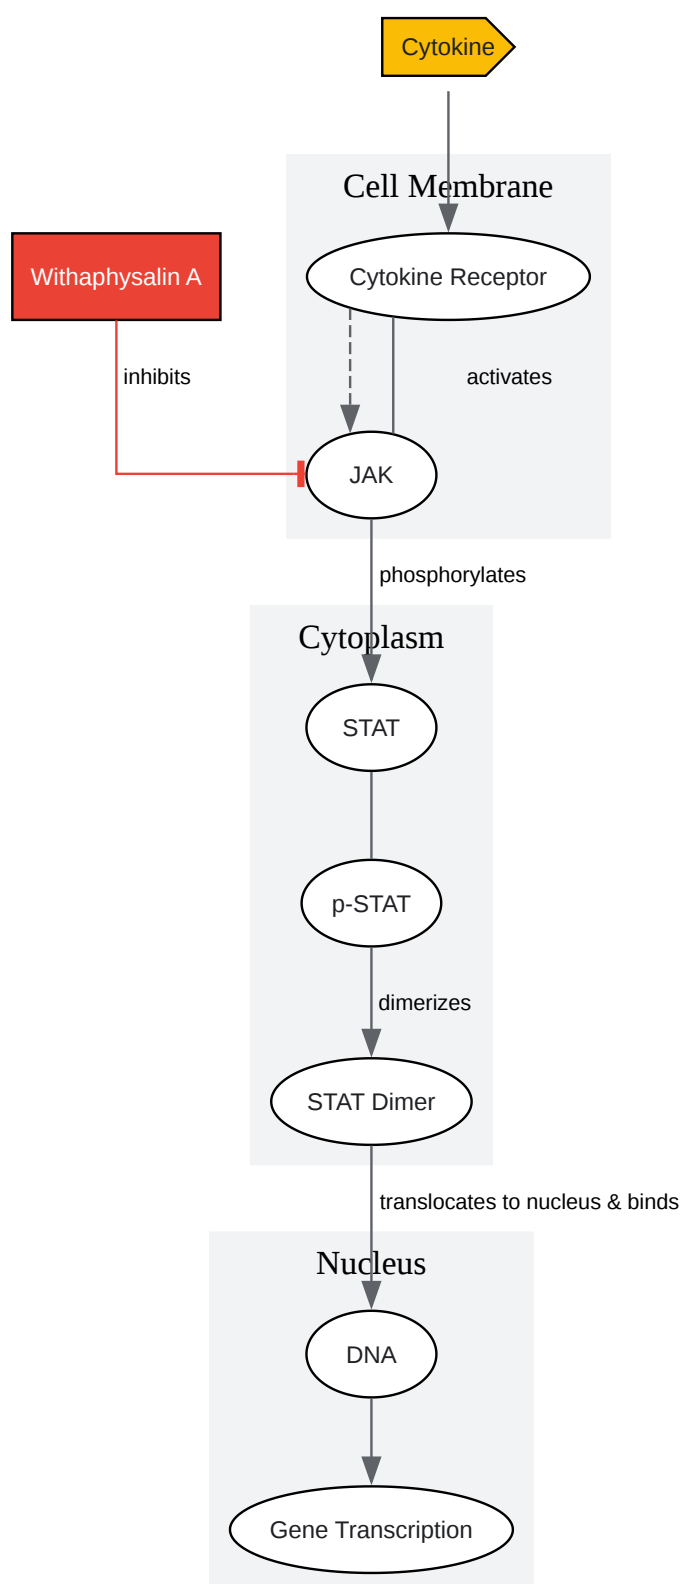 Cytokine
Cell Membrane
Withaphysalin A
Cytokine Receptor
inhibits
activates
JAK
phosphorylates
Cytoplasm
STAT
p-STAT
dimerizes
STAT Dimer
translocates to nucleus & binds
Nucleus
DNA
Gene Transcription